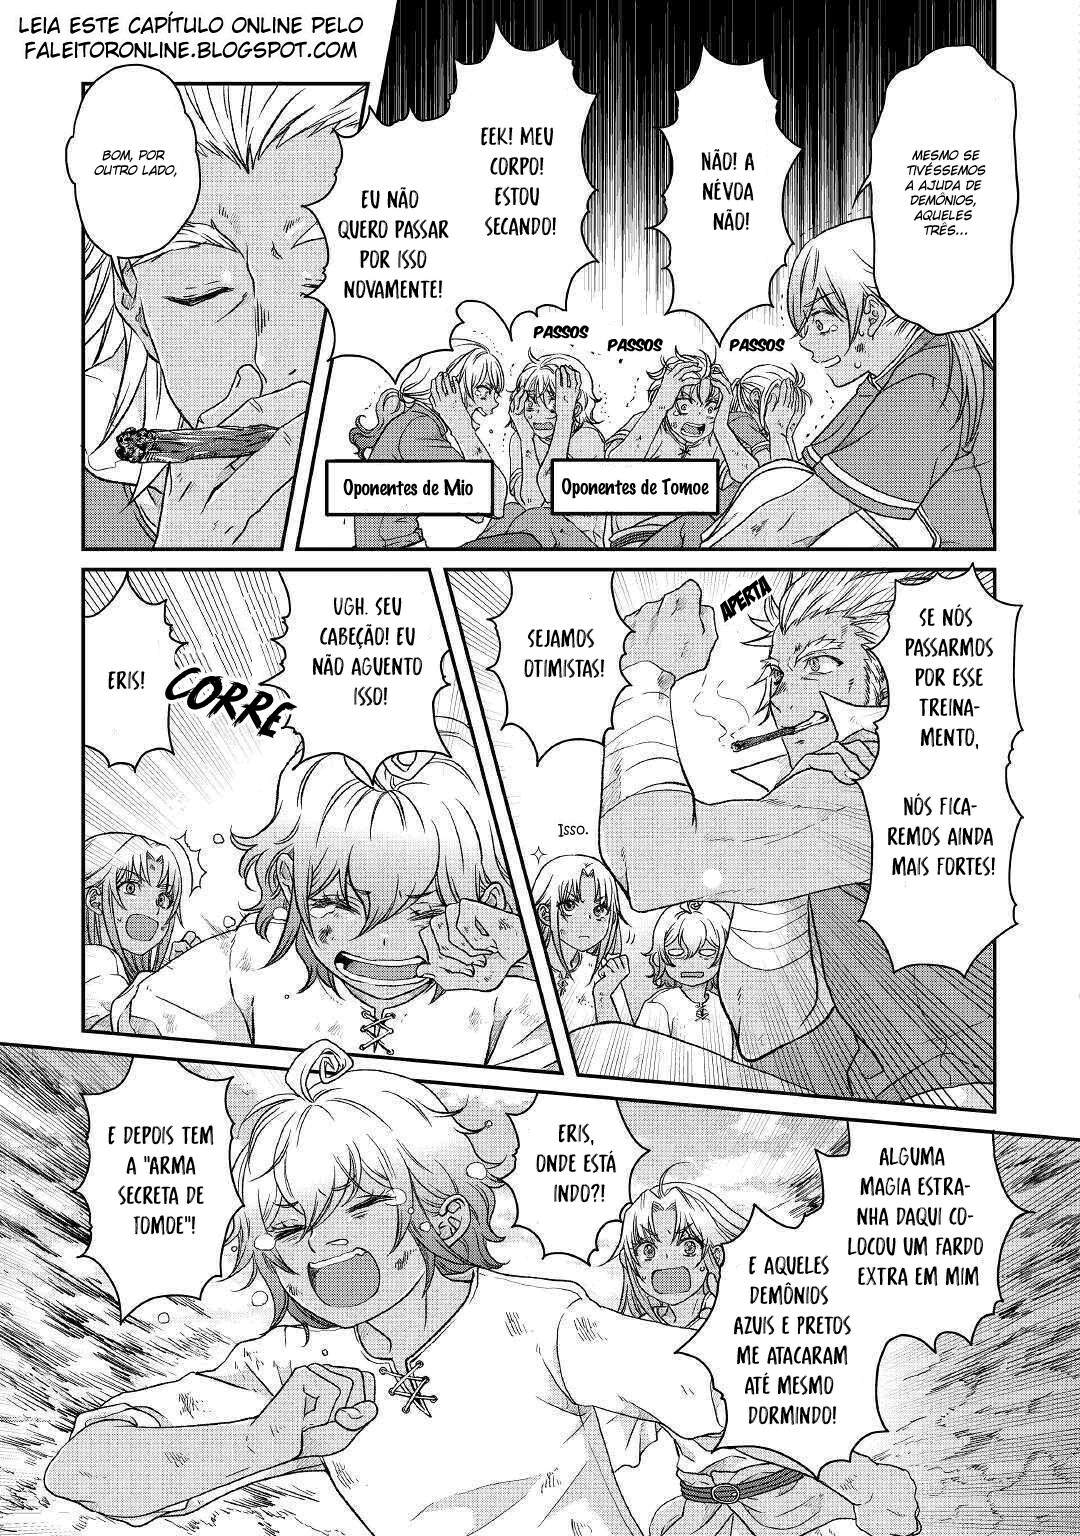 LEIA ESTE CAPÍTULO ONLINE PELO
FALEITORONLINE.BLOGSPOT.COM
MESMO SE
TIVÉSSEMOS
A AJUDA DE
DEMÔNIOS,
AQUELES
TRÊS...
NÃO! A
NÉVOA
NÃO!
EEK! MEU
CORPO!
ESTOU
SECANDO!
EU NÃO
QUERO PASSAR
POR ISSO
NOVAMENTE!
PASSOS
PASSOS
PASSOS
Oponentes de Mio
Oponentes de Tomoe
BOM, POR
OUTRO LADO,
SE NÓS
PASSARMOS
POR ESSE
TREINA-
MENTO,
NÓS FICA-
REMOS AINDA
MAIS FORTES!
APERTA
SEJAMOS
OTIMISTAS!
Isso.
UGH. SEU
CABEÇÃO! EU
NÃO AGUENTO
ISSO!
CORRE
ERIS!
ALGUMA
MAGIA ESTRA-
NHA DAQUI CO-
LOCOU UM FARDO
EXTRA EM MIM
E AQUELES
DEMÔNIOS
AZUIS E PRETOS
ME ATACARAM
ATÉ MESMO
DORMINDO!
ERIS,
ONDE ESTÁ
INDO?!
E DEPOIS TEM
A "ARMA
SECRETA DE
TOMOE"!